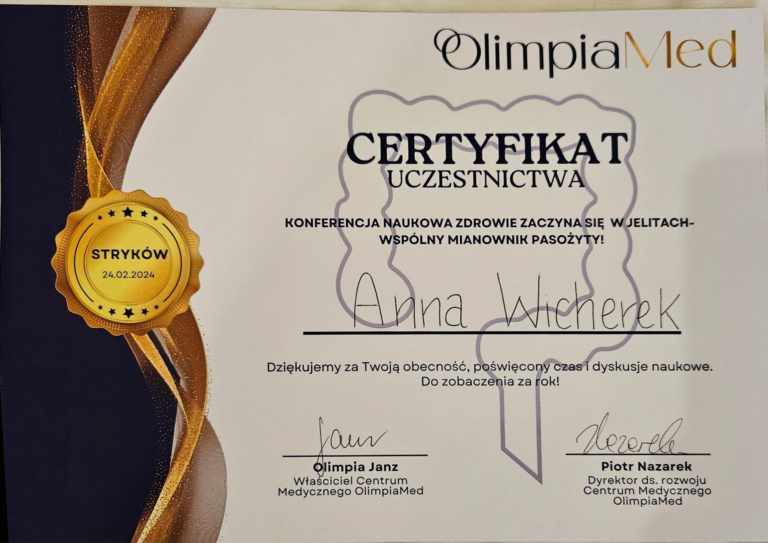 OlimpiaMed
CERTYFIKAT
UCZESTNICTWA
KONFERENCJA NAUKOWA ZDROWIE ZACZYNA SIĘ W JELITACH-
WSPÓLNY MIANOWNIK PASOŻYTY!
STRYKÓW
24.02.2024
Anna Wicherek
Dziękujemy za Twoją obecność, poświęcony czas i dyskusje naukowe.
Do zobaczenia za rok!
Janz
Olimpia Janz
Właściciel Centrum
Medycznego OlimpiaMed
Nazarek
Piotr Nazarek
Dyrektor ds. rozwoju
Centrum Medycznego
OlimpiaMed